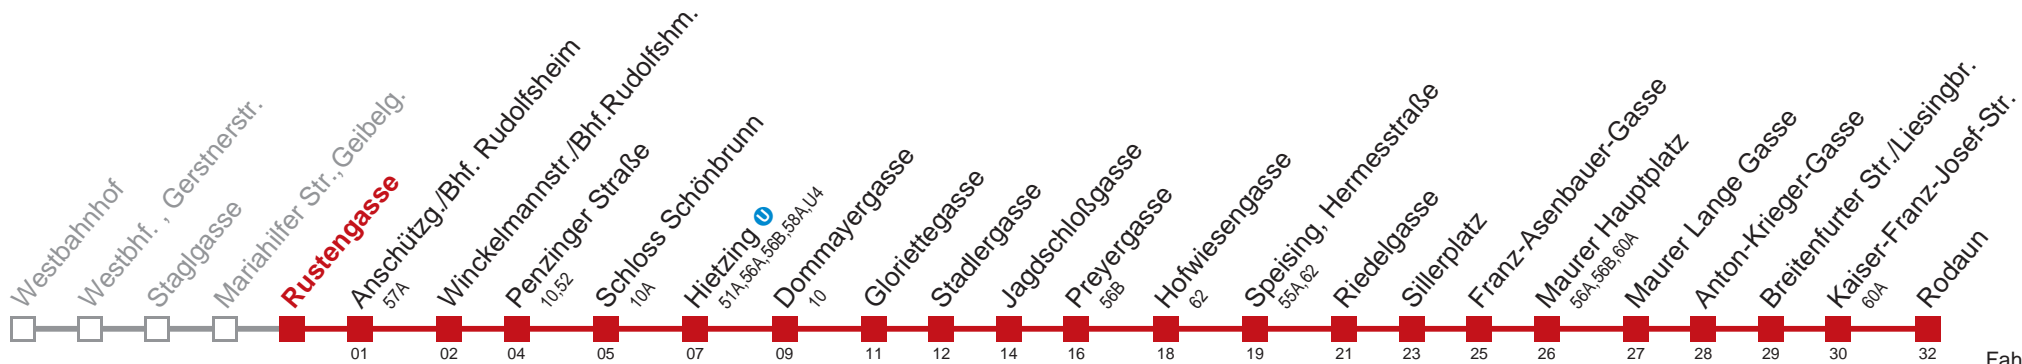 Westbahnhof
Westbhf. , Gerstnerstr.
Staglgasse
Mariahilfer Str.,Geibelg.
Rustengasse
Anschützg./Bhf. Rudolfsheim
57A
Winckelmannstr./Bhf.Rudolfshm.
Penzinger Straße
10,52
Schloss Schönbrunn
10A
Hietzing U
51A,56A,56B,58A,U4
Dommayergasse
10
Gloriettegasse
Stadlergasse
Jagdschloßgasse
Preyergasse
56B
Hofwiesengasse
62
Speising, Hermesstraße
55A,62
Riedelgasse
Sillerplatz
Franz-Asenbauer-Gasse
Maurer Hauptplatz
56A,56B,60A
Maurer Lange Gasse
Anton-Krieger-Gasse
Breitenfurter Str./Liesingbr.
Kaiser-Franz-Josef-Str.
60A
Rodaun
01 02 04 05 07 09 11 12 14 16 18 19 21 23 25 26 27 28 29 30 32
Fah